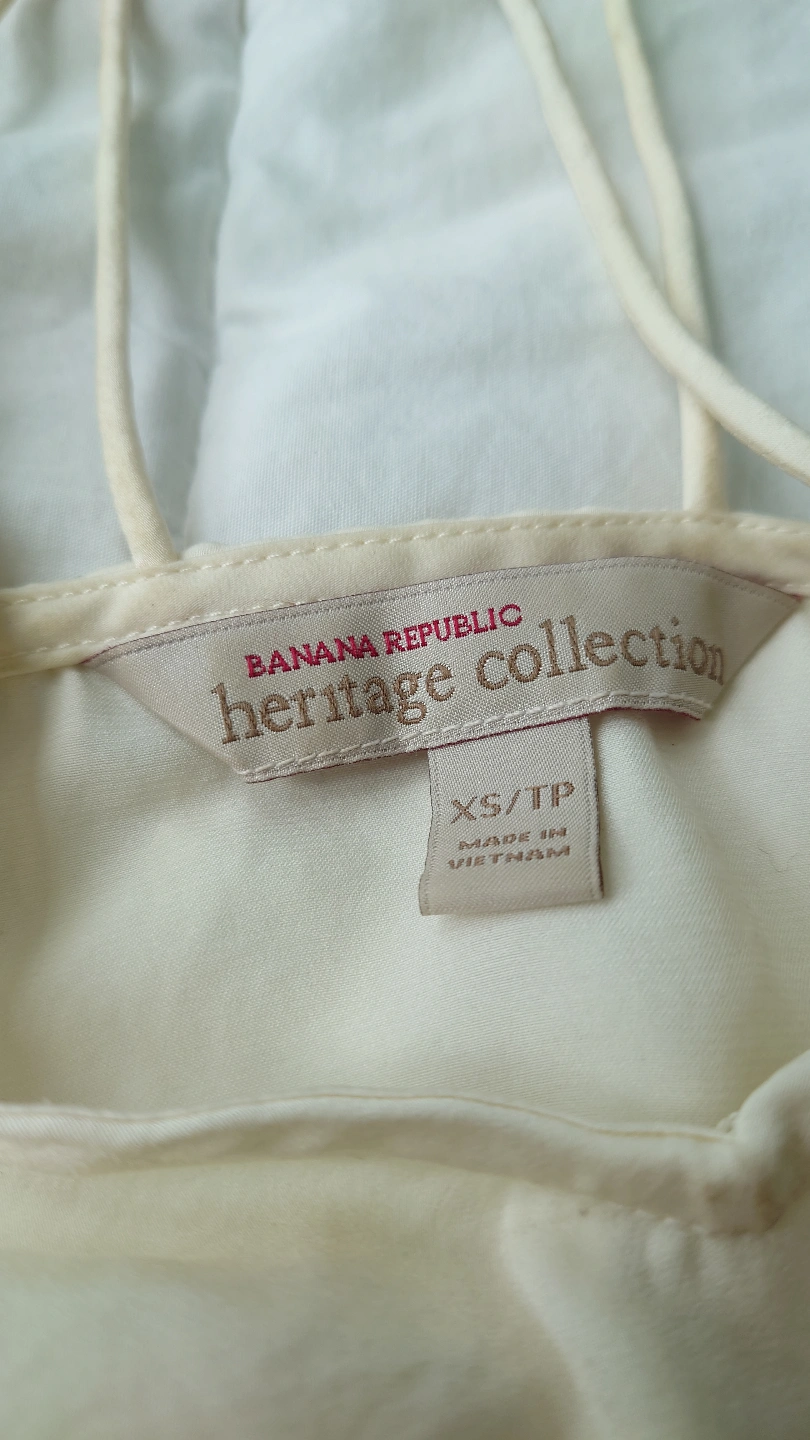 BANANA REPUBLIC
heritage collection
XS/TP
MADE IN
VIETNAM